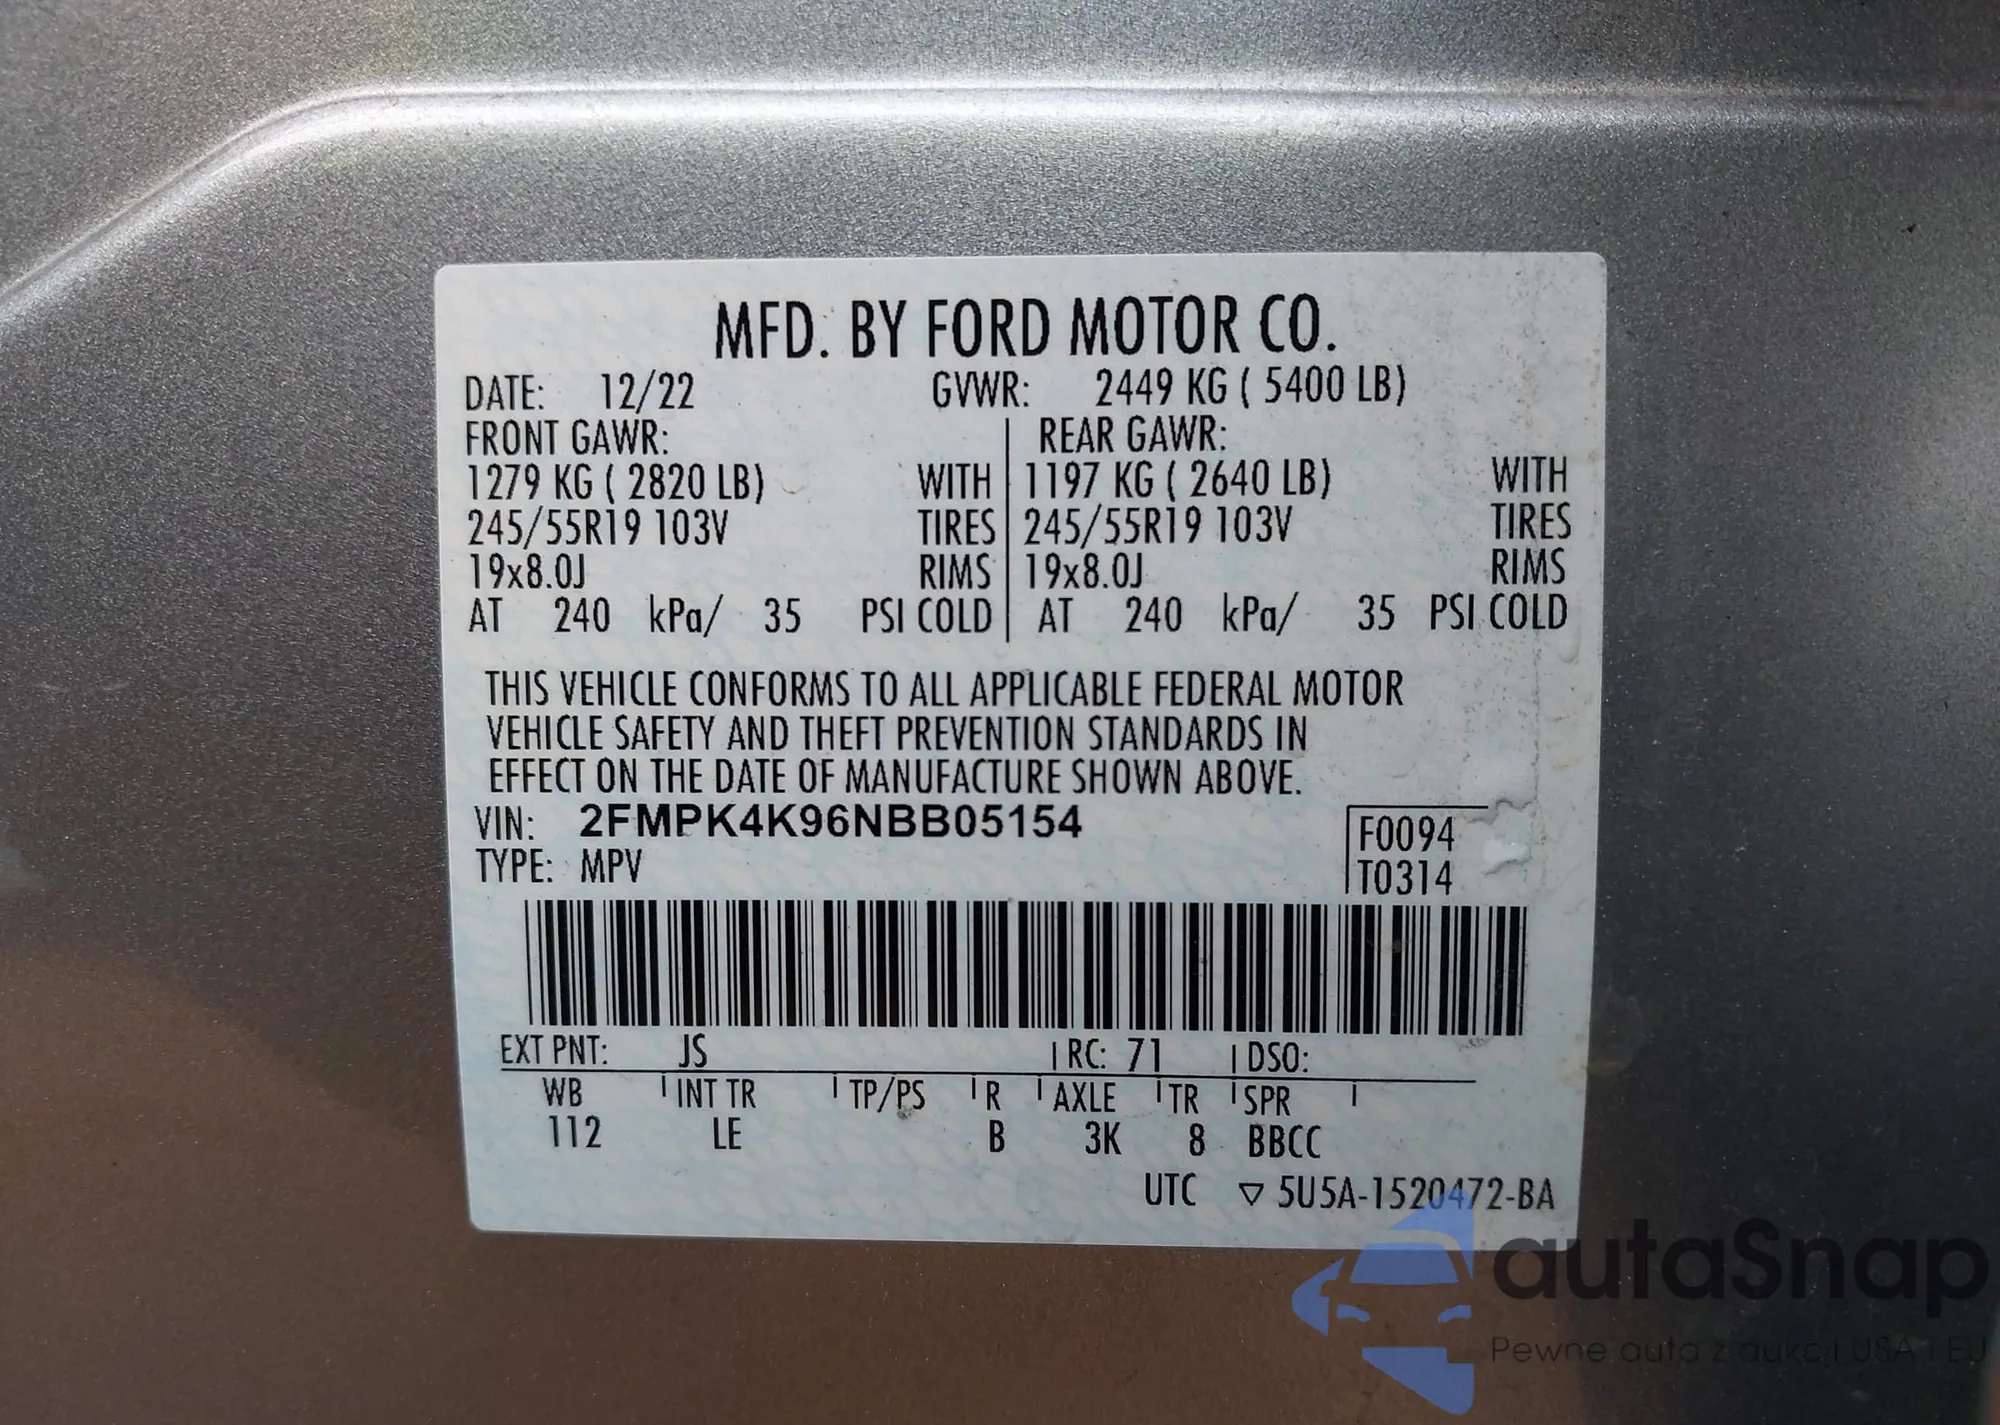 MFD. BY FORD MOTOR CO.
DATE: 12/22 GVWR: 2449 KG ( 5400 LB)
FRONT GAWR: REAR GAWR:
1279 KG ( 2820 LB) WITH 1197 KG ( 2640 LB) WITH
245/55R19 103V TIRES 245/55R19 103V TIRES
19x8.0J RIMS 19x8.0J RIMS
AT 240 kPa/ 35 PSI COLD AT 240 kPa/ 35 PSI COLD
THIS VEHICLE CONFORMS TO ALL APPLICABLE FEDERAL MOTOR
VEHICLE SAFETY AND THEFT PREVENTION STANDARDS IN
EFFECT ON THE DATE OF MANUFACTURE SHOWN ABOVE.
VIN: 2FMPK4K96NBB05154 F0094
TYPE: MPV T0314
EXT PNT: JS RC: 71 DSO:
WB INT TR TP/PS R AXLE TR SPR
112 LE B 3K 8 BBCC
UTC ▽ 5U5A-1520472-BA
autaSnap
Pewne auta z aukcji USA i EU